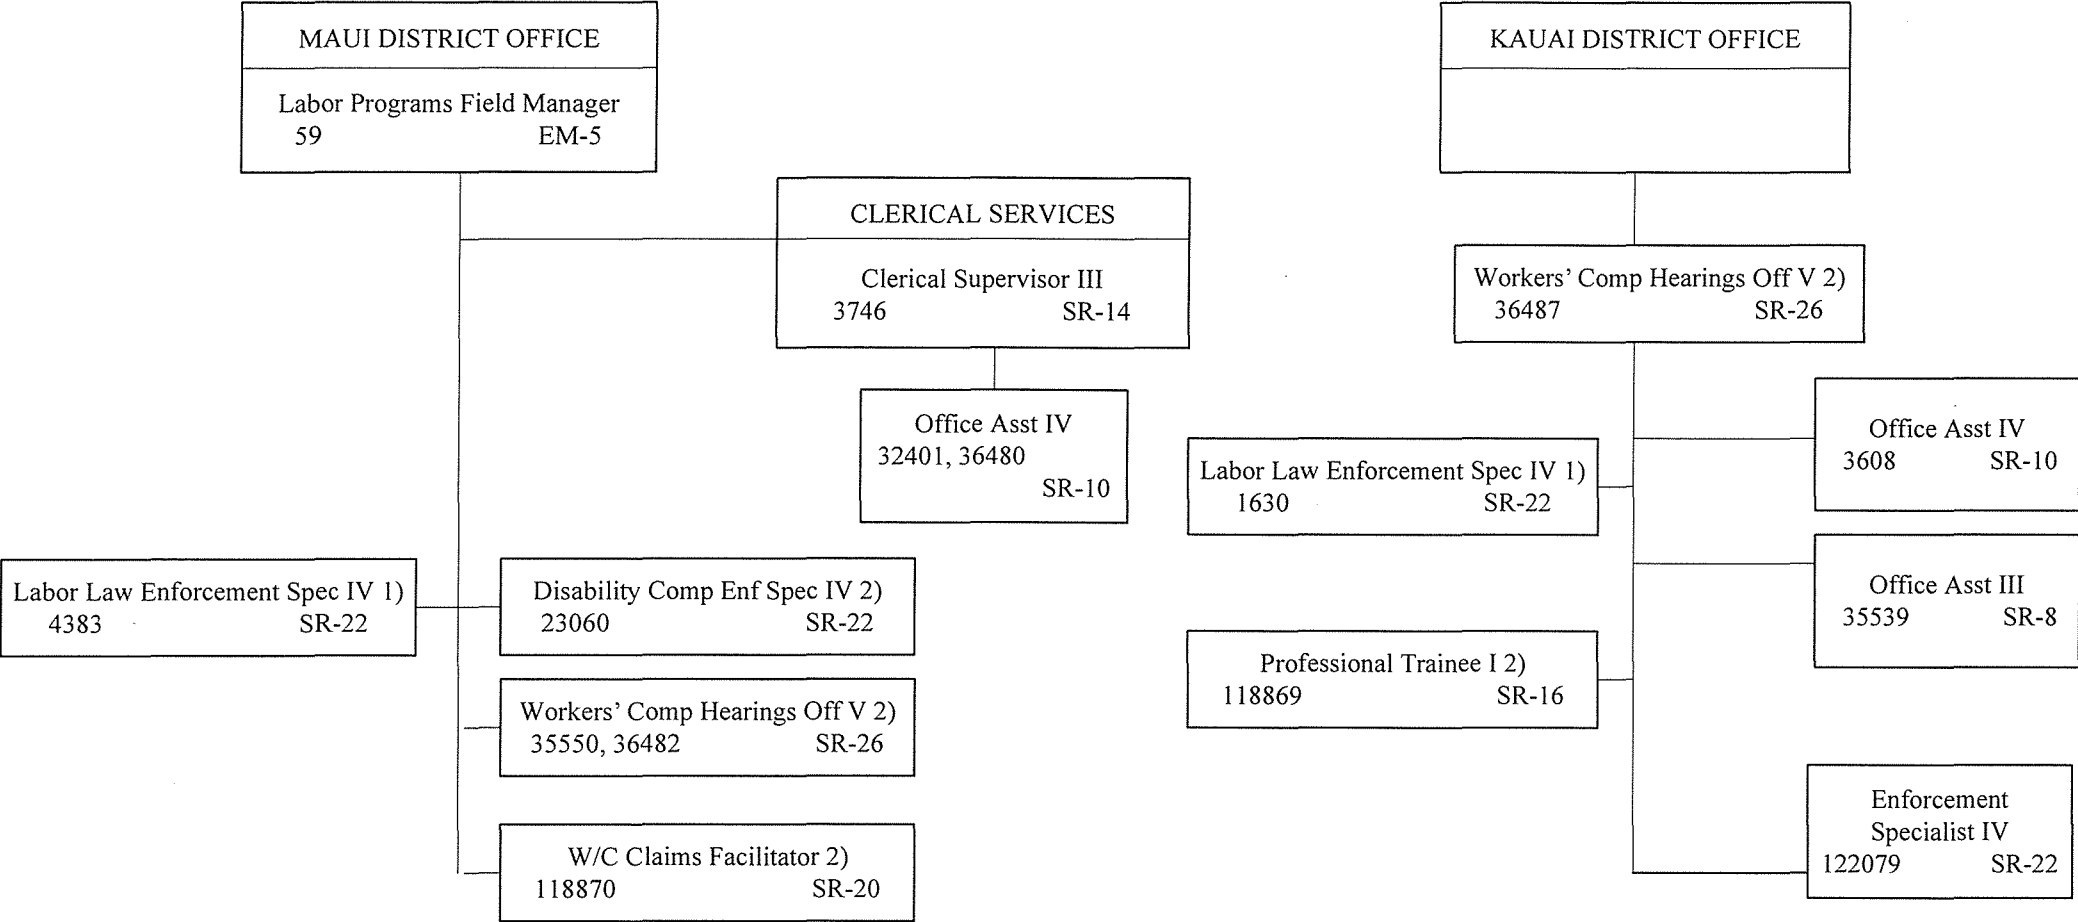 MAUI DISTRICT OFFICE
Labor Programs Field Manager
59 EM-5
CLERICAL SERVICES
Clerical Supervisor III
3746 SR-14
Office Asst IV
32401, 36480
SR-10
Labor Law Enforcement Spec IV 1)
4383 SR-22
Disability Comp Enf Spec IV 2)
23060 SR-22
Workers' Comp Hearings Off V 2)
35550, 36482 SR-26
W/C Claims Facilitator 2)
118870 SR-20
KAUAI DISTRICT OFFICE
Workers' Comp Hearings Off V 2)
36487 SR-26
Office Asst IV
3608 SR-10
Labor Law Enforcement Spec IV 1)
1630 SR-22
Office Asst III
35539 SR-8
Professional Trainee I 2)
118869 SR-16
Enforcement
Specialist IV
122079 SR-22